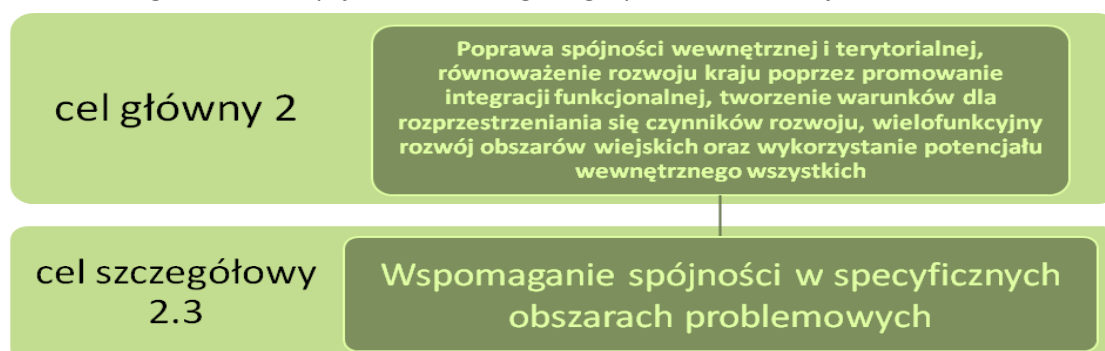 cel główny 2
Poprawa spójności wewnętrznej i terytorialnej,
równoważenie rozwoju kraju poprzez promowanie
integracji funkcjonalnej, tworzenie warunków dla
rozprzestrzeniania się czynników rozwoju, wielofunkcyjny
rozwój obszarów wiejskich oraz wykorzystanie potencjału
wewnętrznego wszystkich
cel szczegółowy
2.3
Wspomaganie spójności w specyficznych
obszarach problemowych